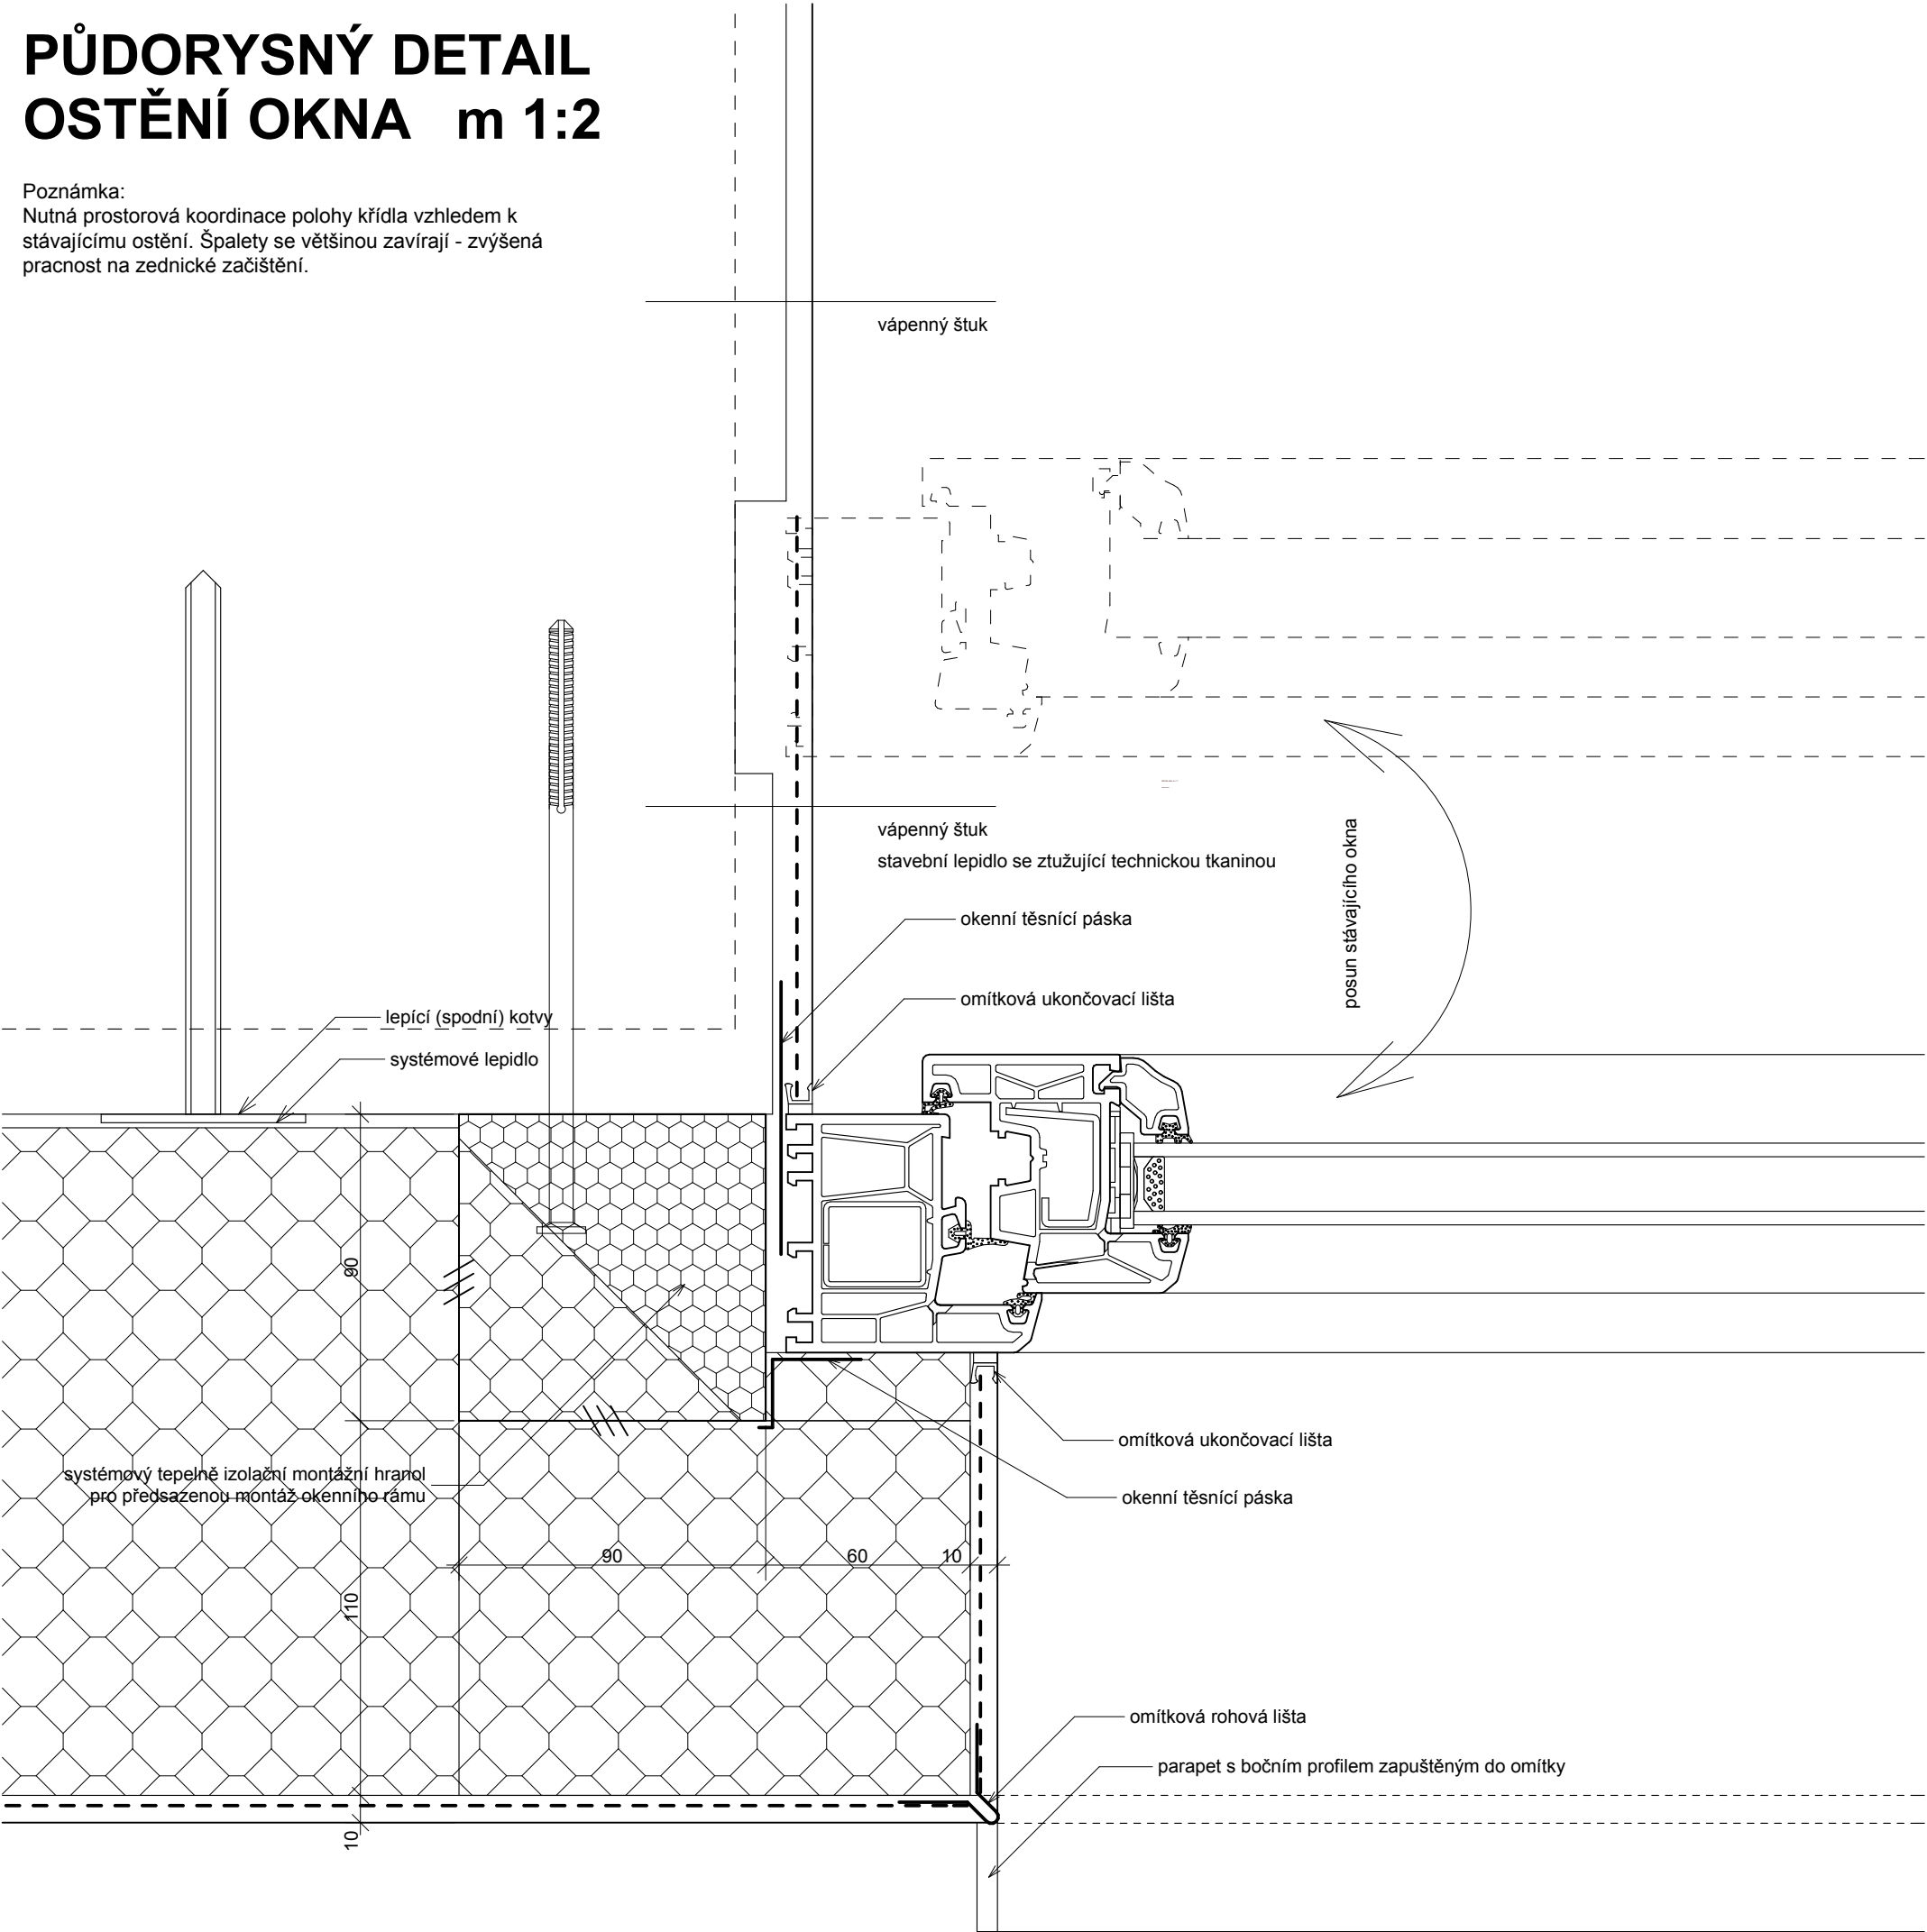 PŮDORYSNÝ DETAIL
OSTĚNÍ OKNA m 1:2
Poznámka:
Nutná prostorová koordinace polohy křídla vzhledem k
stávajícímu ostění. Špalety se většinou zavírají - zvýšená
pracnost na zednické začištění.
vápenný štuk
vápenný štuk
stavební lepidlo se ztužující technickou tkaninou
posun stávajícího okna
okenní těsnící páska
omítková ukončovací lišta
lepící (spodní) kotvy
systémové lepidlo
90
omítková ukončovací lišta
systémový tepelně izolační montážní hranol
pro předsazenou montáž okenního rámu
okenní těsnící páska
90
60
10
110
omítková rohová lišta
parapet s bočním profilem zapuštěným do omítky
10